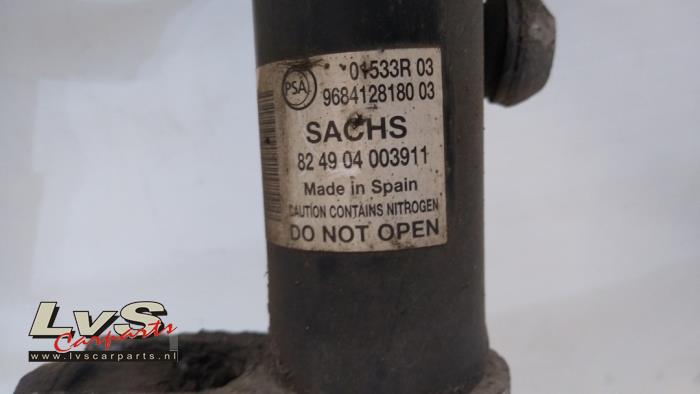 PSA
01533R 03
9684128180 03
SACHS
82 49 04 003911
Made in Spain
CAUTION CONTAINS NITROGEN
DO NOT OPEN
LvS
Carparts
www.lvscarparts.nl